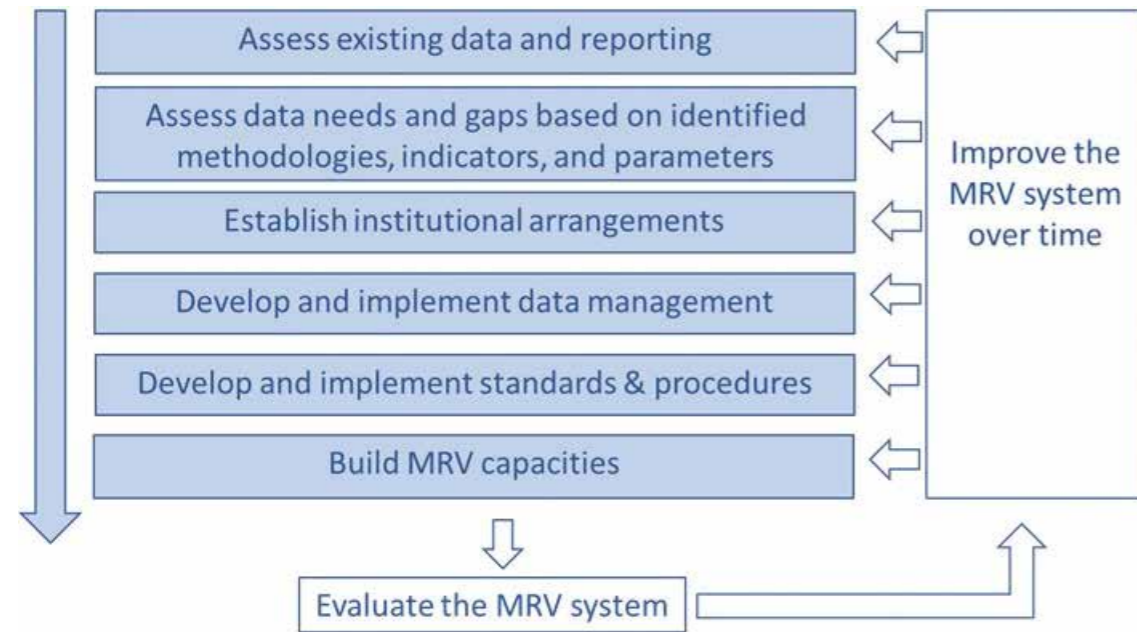 Assess existing data and reporting
Assess data needs and gaps based on identified
methodologies, indicators, and parameters
Establish institutional arrangements
Develop and implement data management
Develop and implement standards & procedures
Build MRV capacities
Improve the
MRV system
over time
Evaluate the MRV system